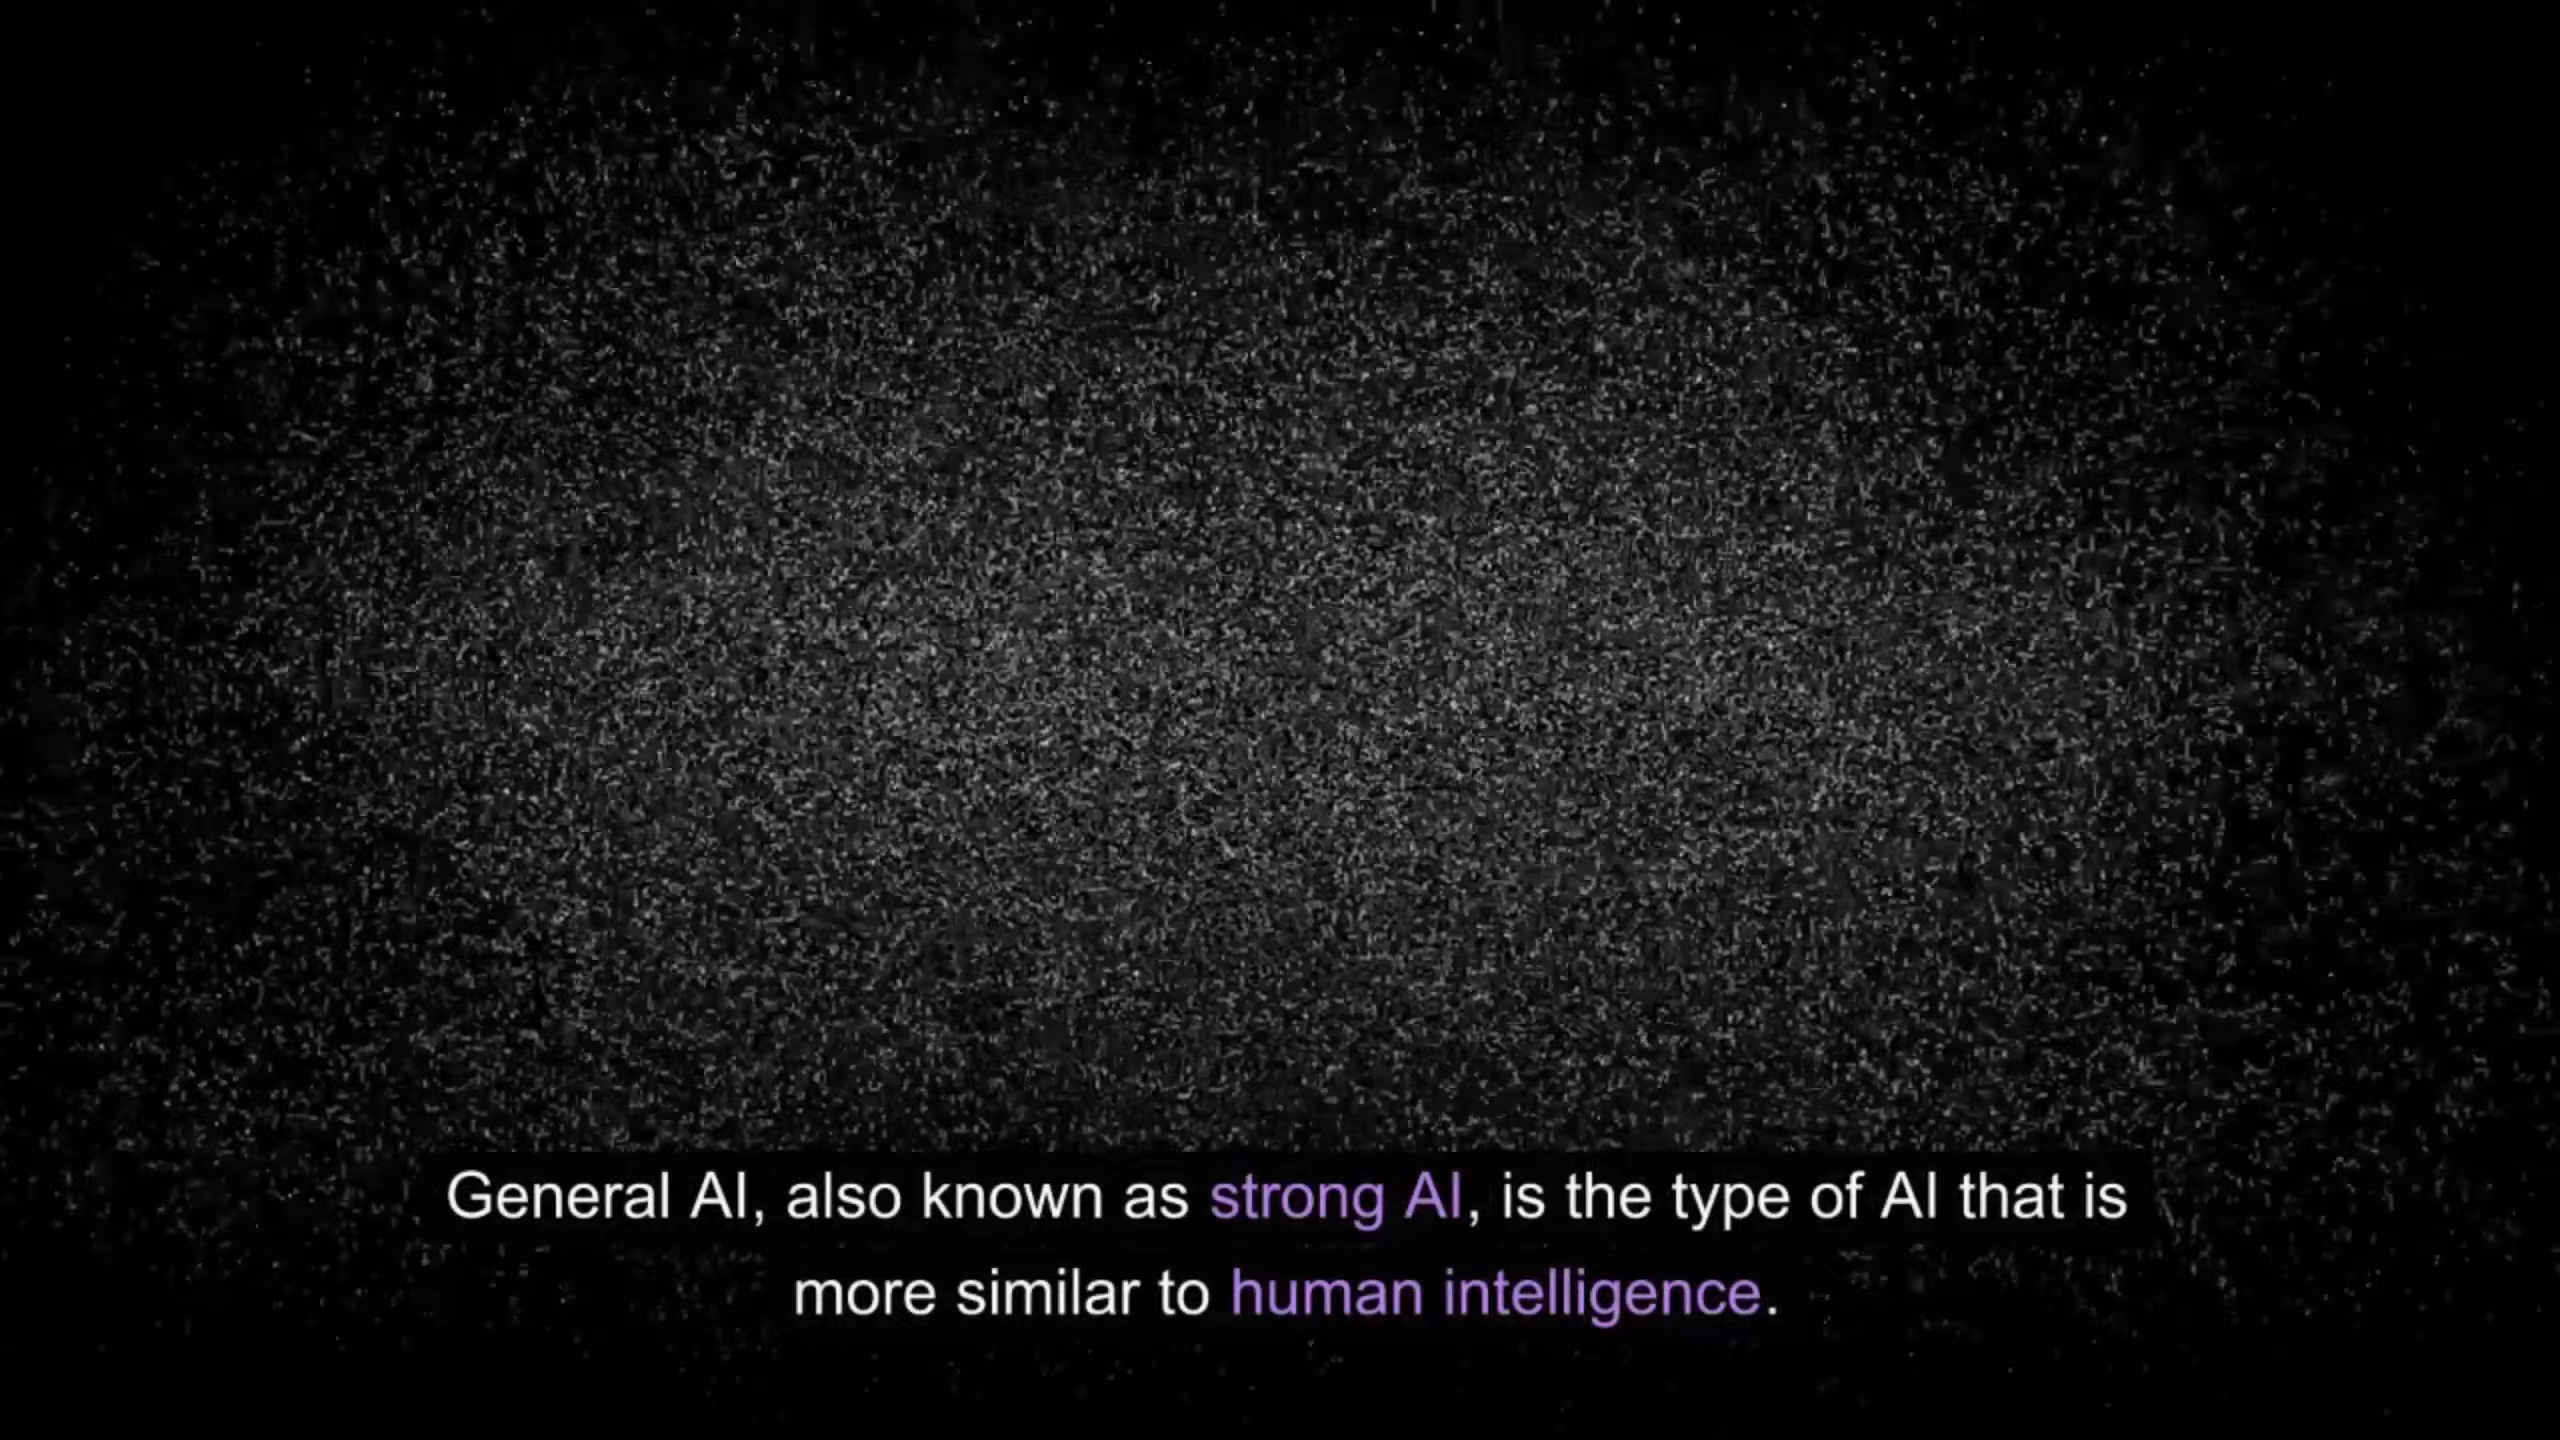 General AI, also known as strong AI, is the type of AI that is
more similar to human intelligence.